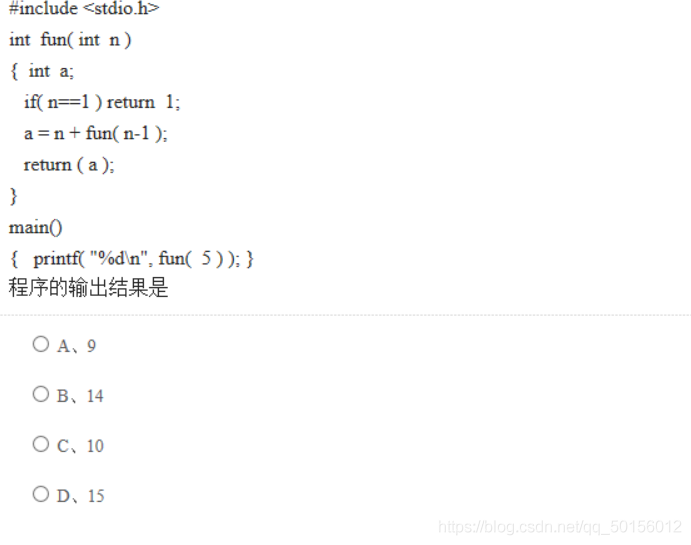 #include <stdio.h>
int  fun( int  n )
{  int  a;
if( n==1 ) return  1;
a = n + fun( n-1 );
return ( a );
}
main()
{   printf( "%d\n", fun(  5 ) ); }
程序的输出结果是
A、9
B、14
C、10
D、15
https://blog.csdn.net/qq_50156012